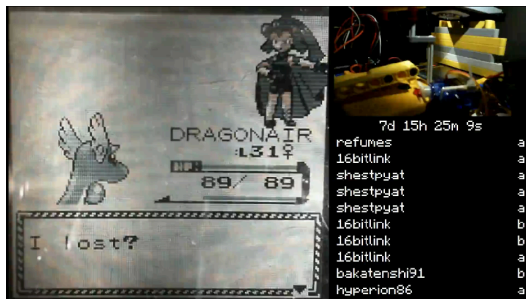 DRAGONAIR
:L31♀
HP:
89/ 89
I lost?
7d 15h 25m 9s
refumes a
16bitlink a
shestpyat a
shestpyat a
shestpyat a
16bitlink b
16bitlink b
16bitlink a
bakatenshi91 b
hyperion86 a